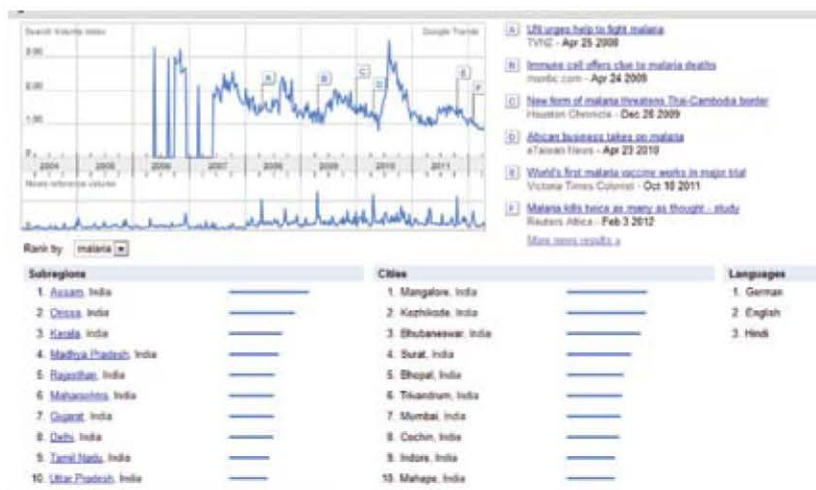 Search Volume Index Google Trends
3.00
2.00
1.00
0
2004 2005 2006 2007 2008 2009 2010 2011
A B C D E F
News reference volume
0
A UN urges help to fight malaria
TVNZ - Apr 25 2008
B Immune cell offers clue to malaria deaths
msnbc.com - Apr 24 2009
C New form of malaria threatens Thai-Cambodia border
Houston Chronicle - Dec 28 2009
D African business takes on malaria
eTaiwan News - Apr 23 2010
E World's first malaria vaccine works in major trial
Victoria Times Colonist - Oct 18 2011
F Malaria kills twice as many as thought - study
Reuters Africa - Feb 3 2012
More news results »
Rank by malaria
Subregions
1. Assam, India
2. Orissa, India
3. Kerala, India
4. Madhya Pradesh, India
5. Rajasthan, India
6. Maharashtra, India
7. Gujarat, India
8. Delhi, India
9. Tamil Nadu, India
10. Uttar Pradesh, India
Cities
1. Mangalore, India
2. Kozhikode, India
3. Bhubaneswar, India
4. Surat, India
5. Bhopal, India
6. Trivandrum, India
7. Mumbai, India
8. Cochin, India
9. Indore, India
10. Mahape, India
Languages
1. German
2. English
3. Hindi